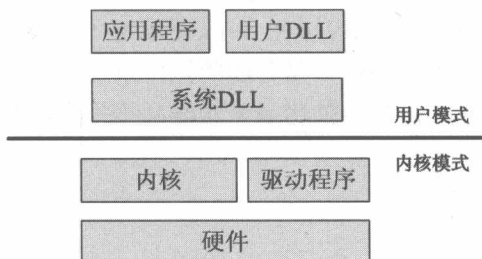 应用程序 用户DLL
系统DLL
用户模式
内核模式
内核 驱动程序
硬件